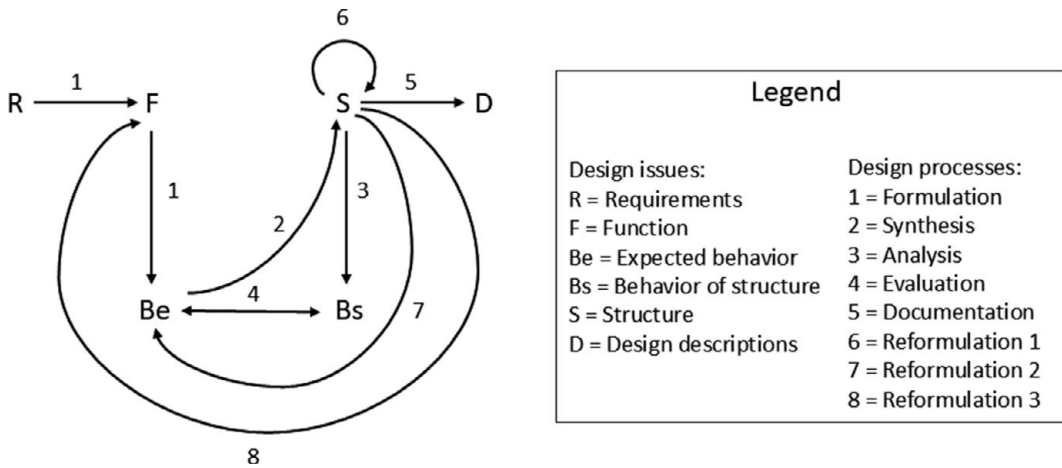 6
1
5
R
F
S
D
1
3
2
4
7
Be
Bs
8
Legend
Design issues:
R = Requirements
F = Function
Be = Expected behavior
Bs = Behavior of structure
S = Structure
D = Design descriptions
Design processes:
1 = Formulation
2 = Synthesis
3 = Analysis
4 = Evaluation
5 = Documentation
6 = Reformulation 1
7 = Reformulation 2
8 = Reformulation 3